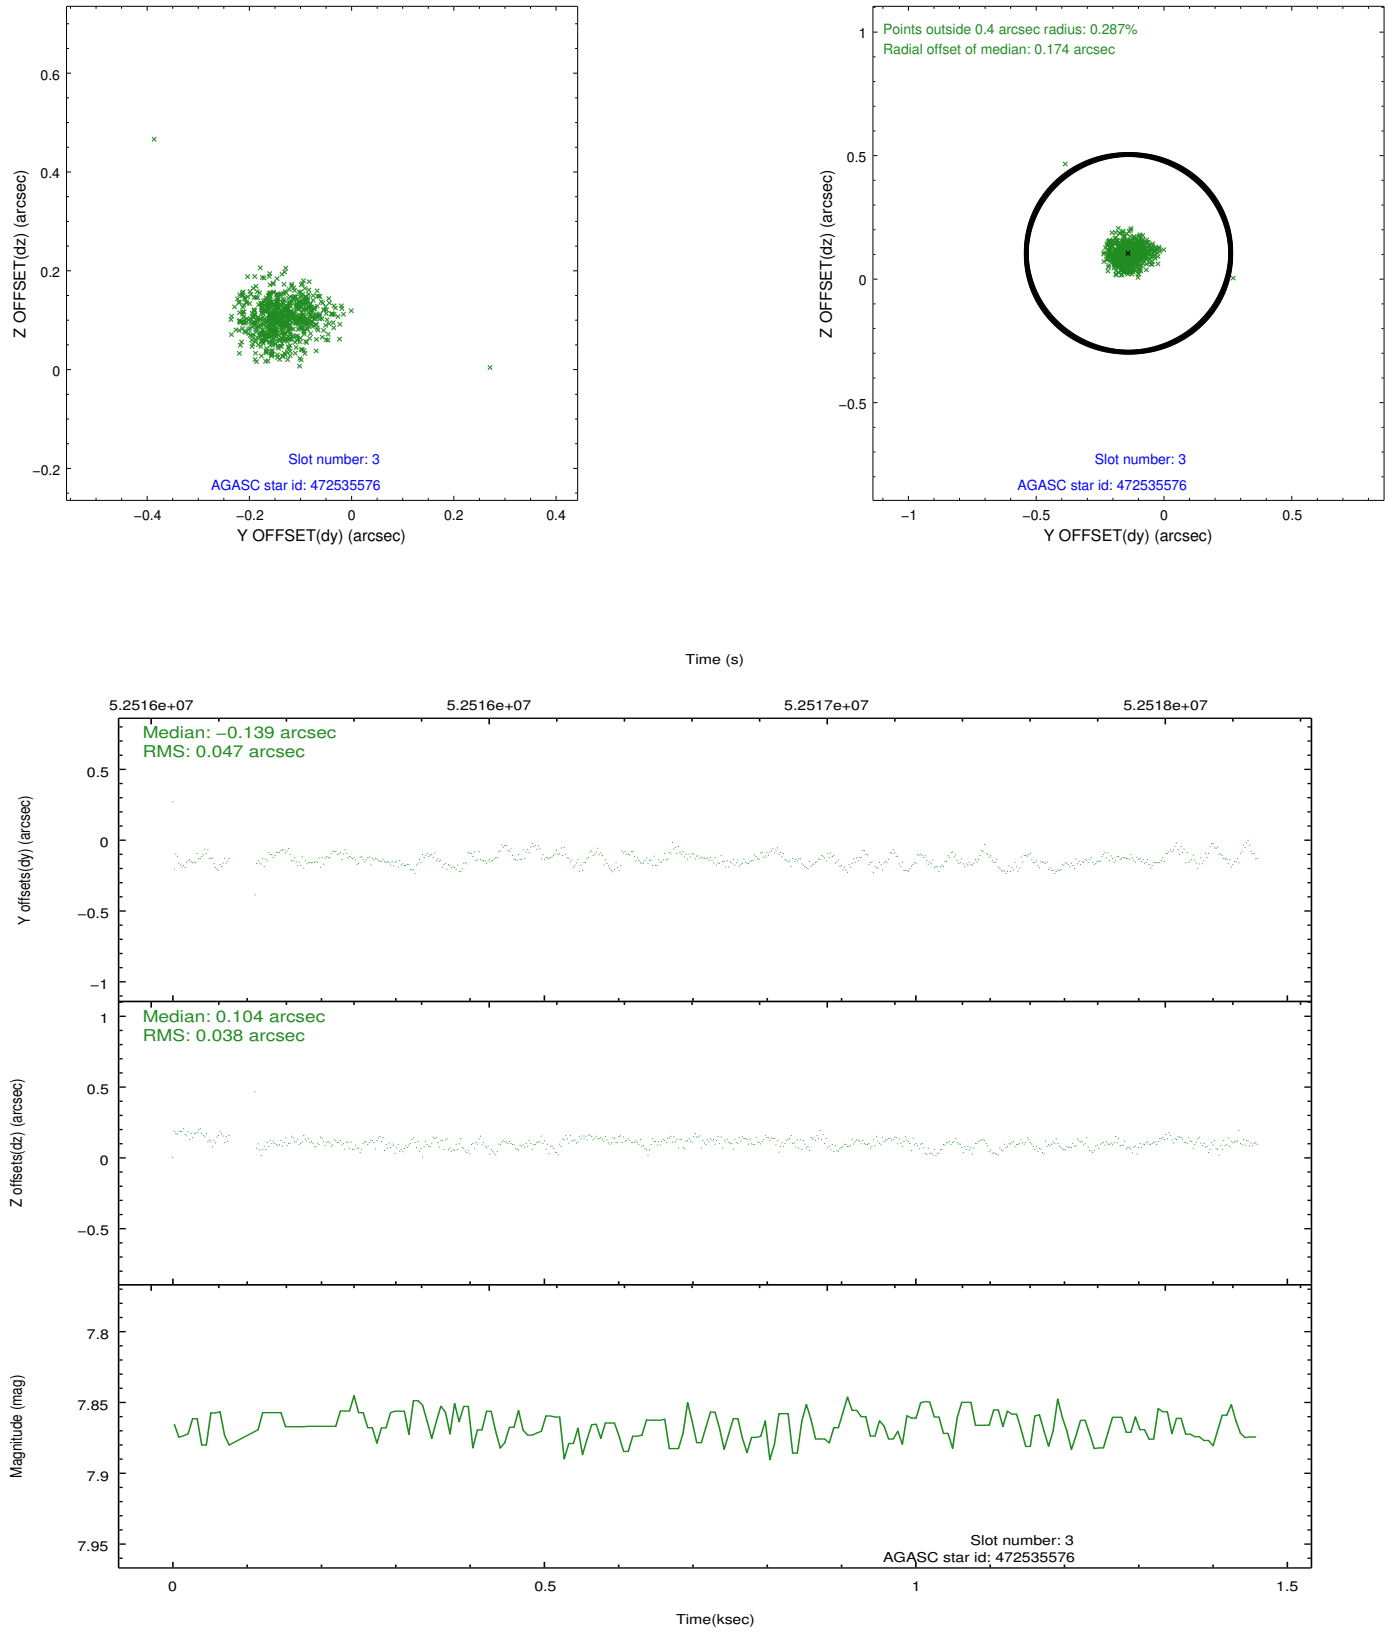 0.6
0.4
0.2
0
−0.2
Z OFFSET(dz) (arcsec)
Slot number: 3
AGASC star id: 472535576
−0.4
−0.2
0
0.2
0.4
Y OFFSET(dy) (arcsec)
Points outside 0.4 arcsec radius: 0.287%
Radial offset of median: 0.174 arcsec
1
0.5
0
−0.5
Z OFFSET(dz) (arcsec)
Slot number: 3
AGASC star id: 472535576
−1
−0.5
0
0.5
Y OFFSET(dy) (arcsec)
Time (s)
5.2516e+07
5.2516e+07
5.2517e+07
5.2518e+07
Median: −0.139 arcsec
RMS: 0.047 arcsec
0.5
0
−0.5
−1
Y offsets(dy) (arcsec)
Median: 0.104 arcsec
RMS: 0.038 arcsec
1
0.5
0
−0.5
Z offsets(dz) (arcsec)
7.8
7.85
7.9
7.95
Magnitude (mag)
Slot number: 3
AGASC star id: 472535576
0
0.5
1
1.5
Time(ksec)